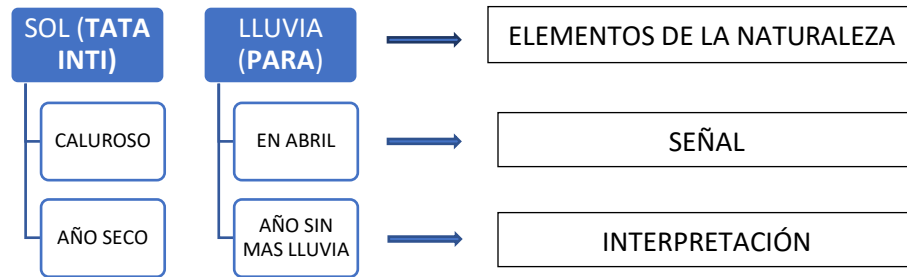 SOL (TATA
INTI)
LLUVIA
(PARA)
ELEMENTOS DE LA NATURALEZA
CALUROSO
EN ABRIL
SEÑAL
AÑO SECO
AÑO SIN
MAS LLUVIA
INTERPRETACIÓN